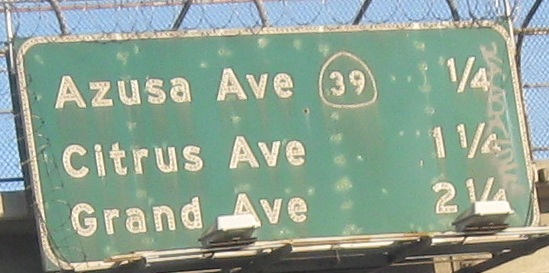 Azusa Ave 39 1/4
Citrus Ave 1 1/4
Grand Ave 2 1/4